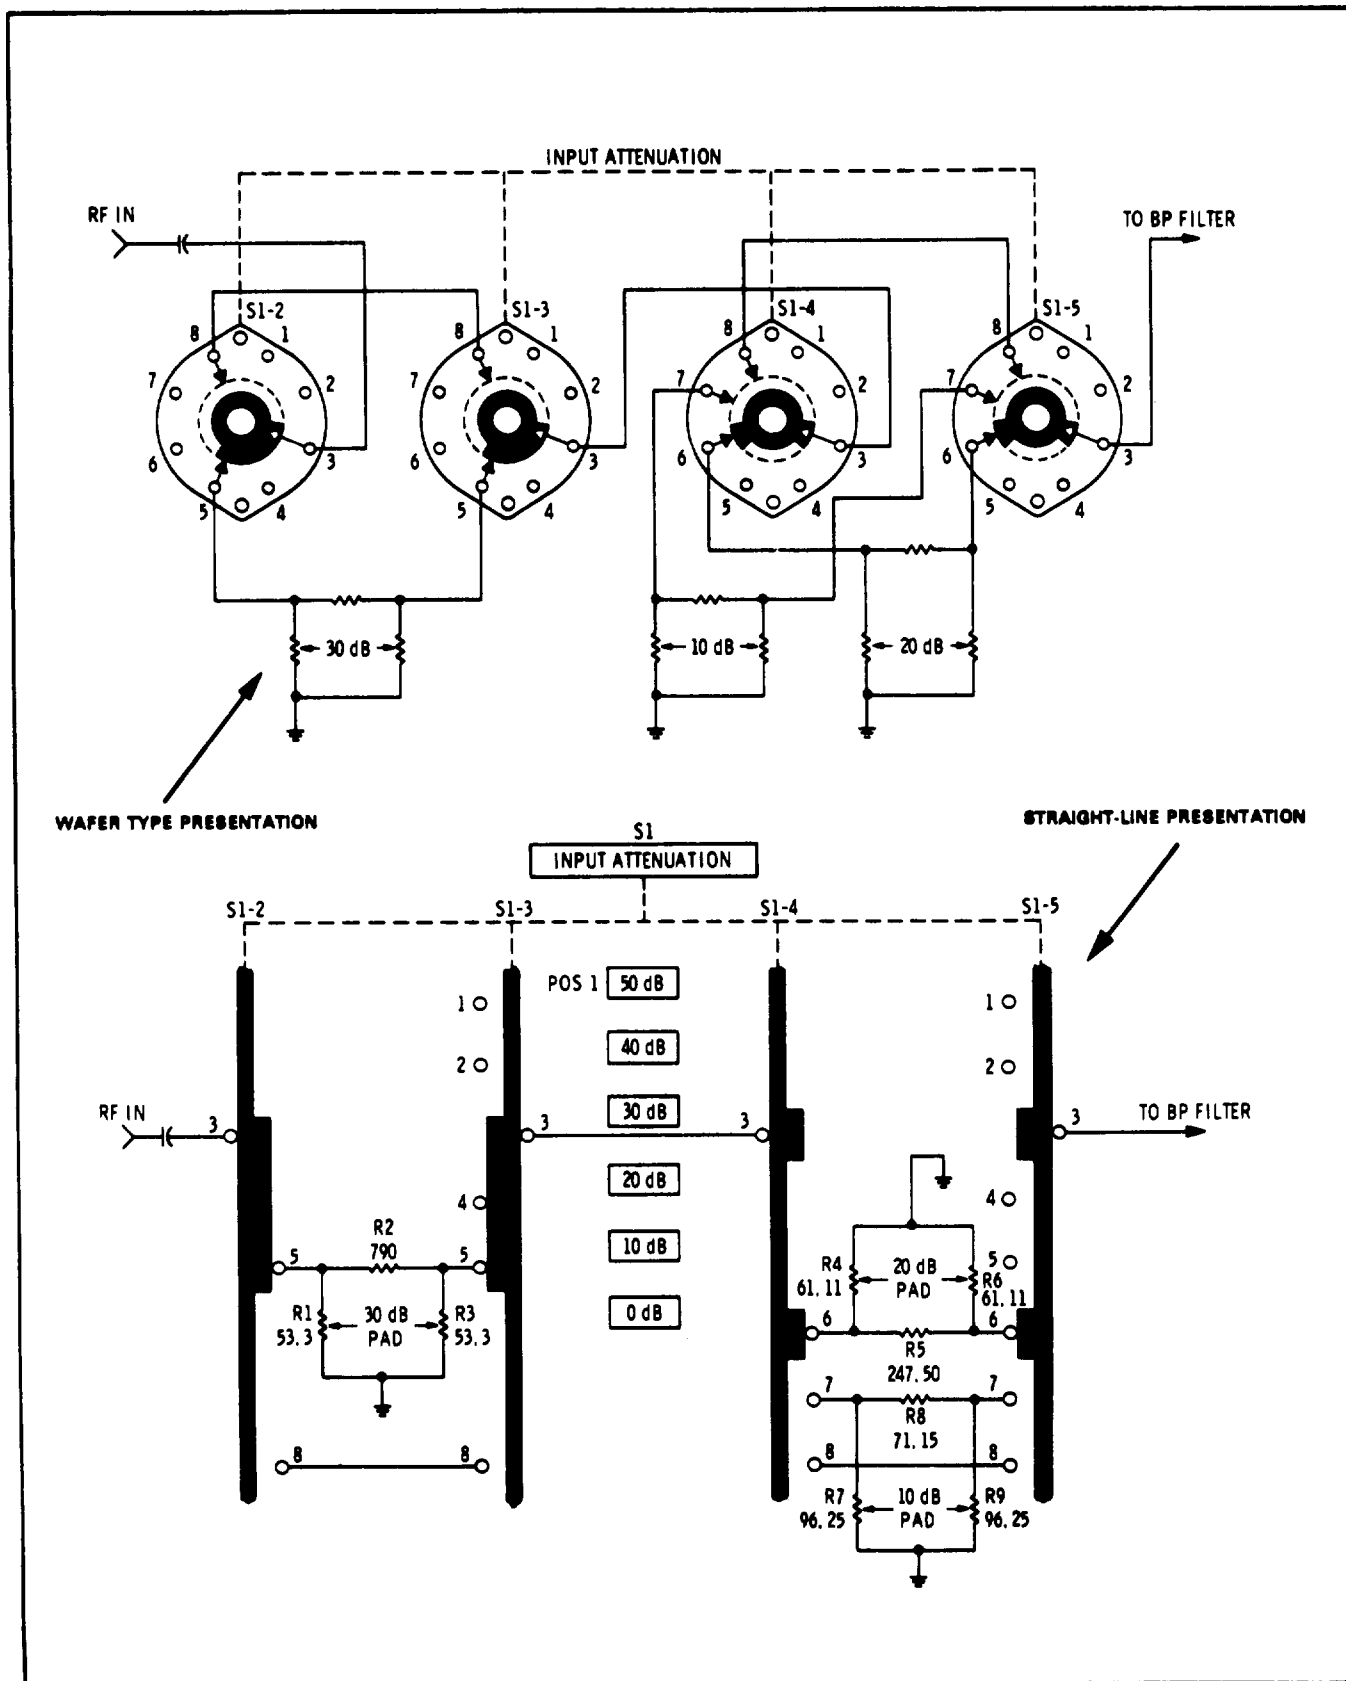 INPUT ATTENUATION
RF IN
TO BP FILTER
S1-2
S1-3
S1-4
S1-5
8 1
7 2
6 3
5 4
8 1
7 2
6 3
5 4
8 1
7 2
6 3
5 4
8 1
7 2
6 3
5 4
30 dB
10 dB
20 dB
WAFER TYPE PRESENTATION
STRAIGHT-LINE PRESENTATION
S1
INPUT ATTENUATION
S1-2
S1-3
S1-4
S1-5
POS 1
50 dB
40 dB
30 dB
20 dB
10 dB
0 dB
RF IN
3
5
R2
790
R1
53.3
30 dB
PAD
R3
53.3
8
1
2
4
5
8
3
3
6
7
8
R4
61.11
20 dB
PAD
R6
61.11
R5
247.50
R8
71.15
R7
96.25
10 dB
PAD
R9
96.25
1
2
3
4
5
6
7
8
TO BP FILTER